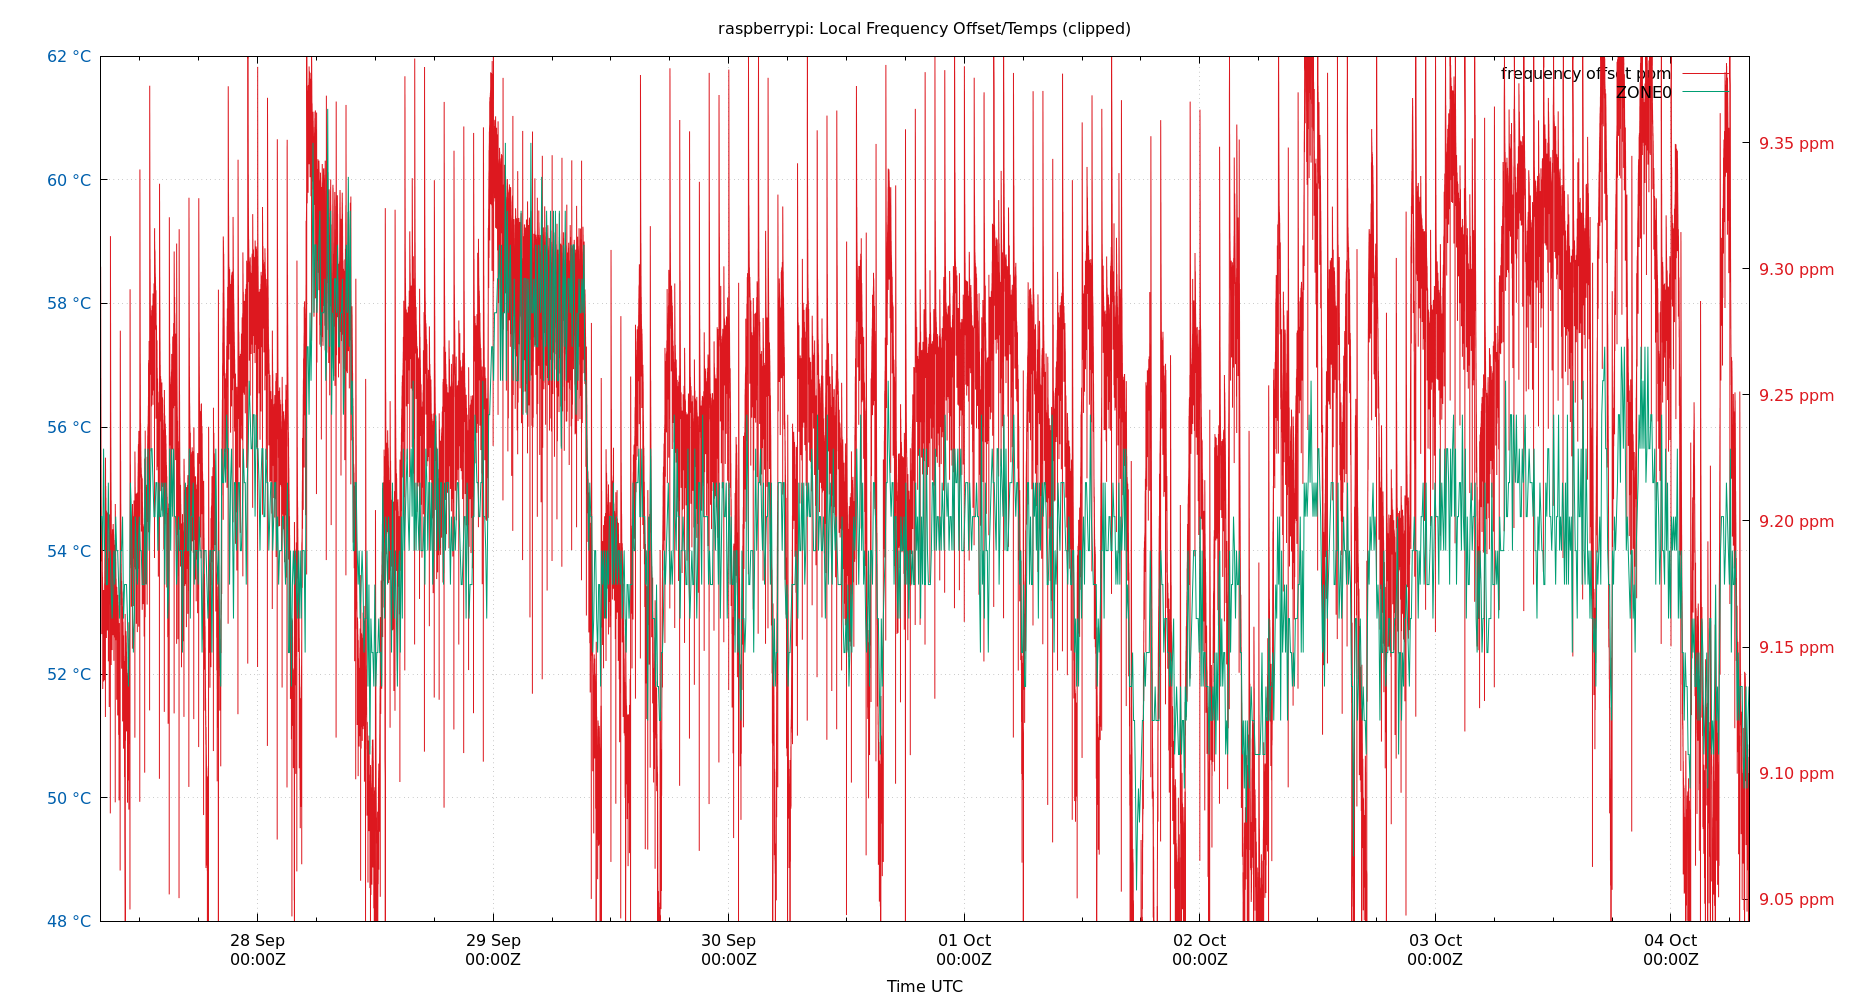 raspberrypi: Local Frequency Offset/Temps (clipped)
62 °C
60 °C
58 °C
56 °C
54 °C
52 °C
50 °C
48 °C
frequency offset ppm
ZONE0
9.35 ppm
9.30 ppm
9.25 ppm
9.20 ppm
9.15 ppm
9.10 ppm
9.05 ppm
28 Sep 29 Sep 30 Sep 01 Oct 02 Oct 03 Oct 04 Oct
00:00Z 00:00Z 00:00Z 00:00Z 00:00Z 00:00Z 00:00Z
Time UTC